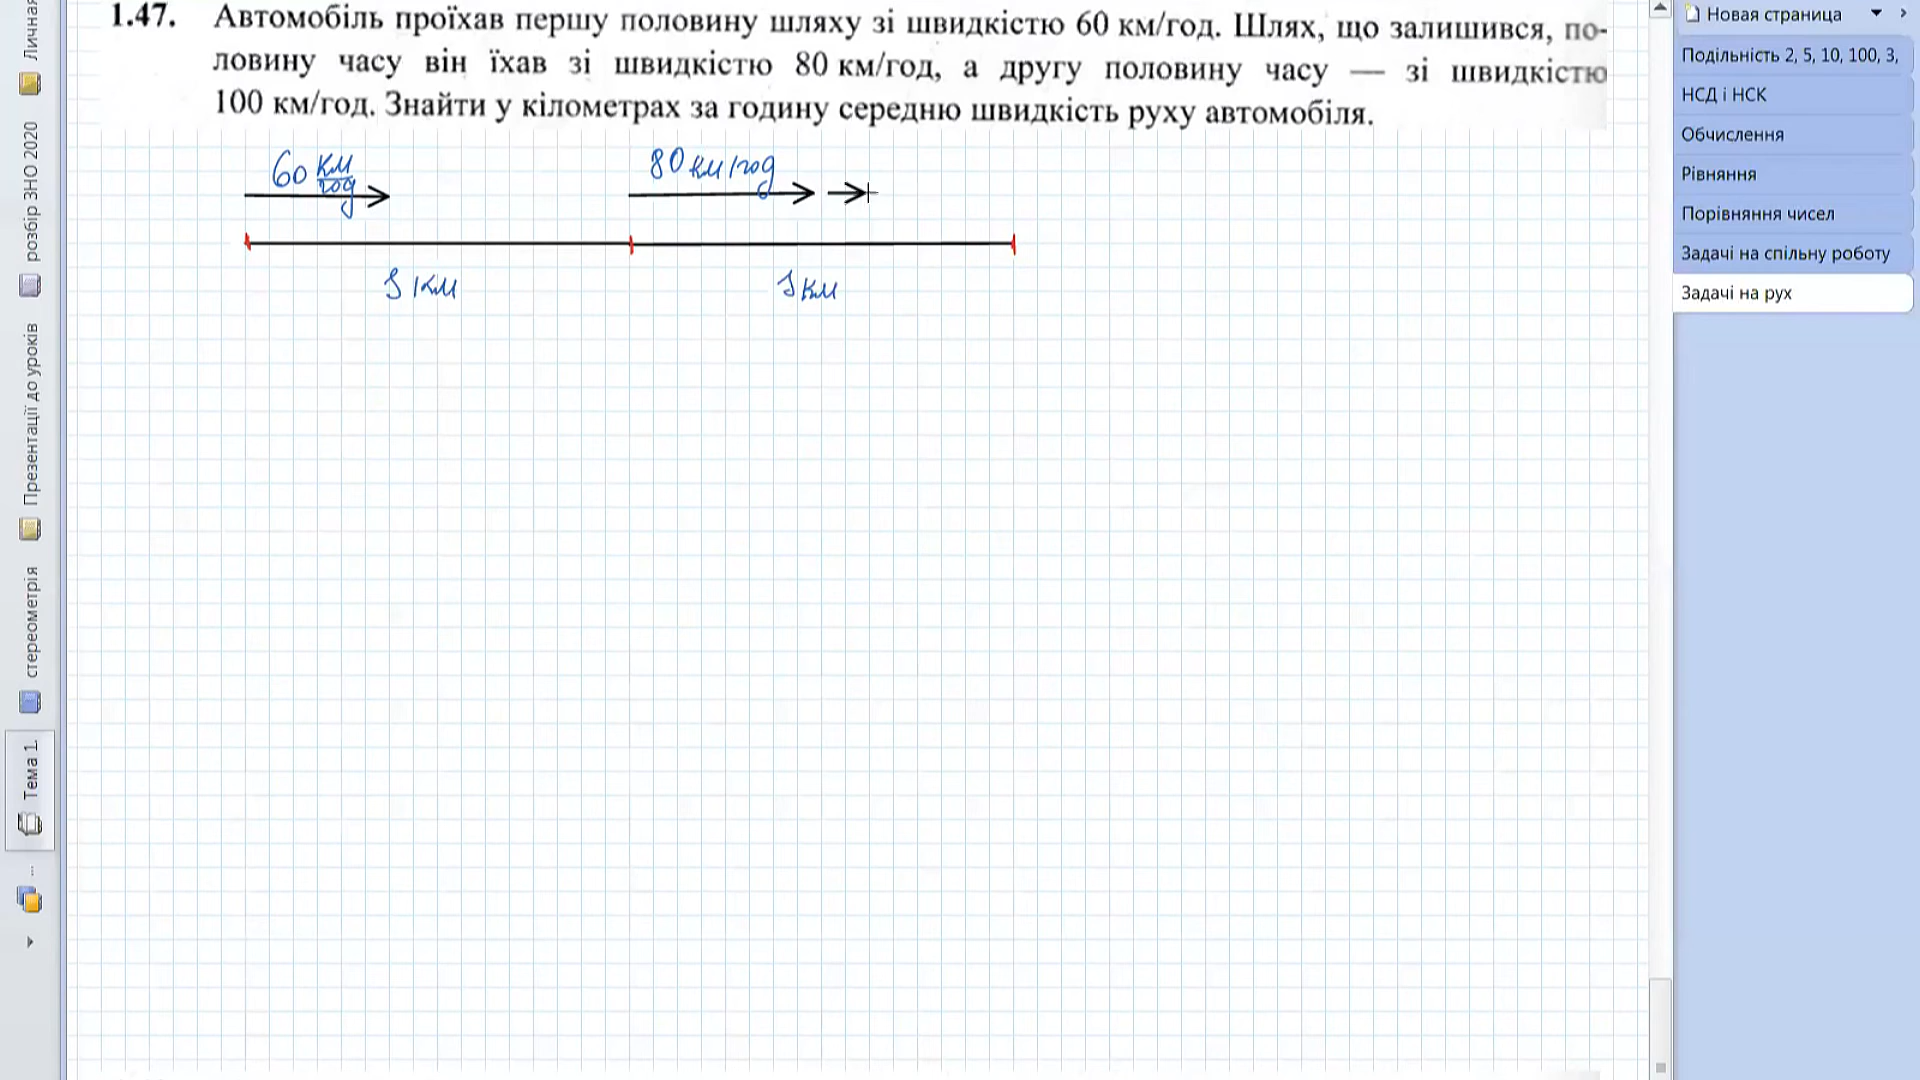 1.47. Автомобіль проїхав першу половину шляху зі швидкістю 60 км/год. Шлях, що залишився, по-
ловину часу він їхав зі швидкістю 80 км/год, а другу половину часу — зі швидкістю
100 км/год. Знайти у кілометрах за годину середню швидкість руху автомобіля.
60 км/год
80 км/год
S км
S км
Новая страница
Подільність 2, 5, 10, 100, 3,
НСД і НСК
Обчислення
Рівняння
Порівняння чисел
Задачі на спільну роботу
Задачі на рух
Личная
розбір ЗНО 2020
Презентації до уроків
стереометрія
Тема 1.
...